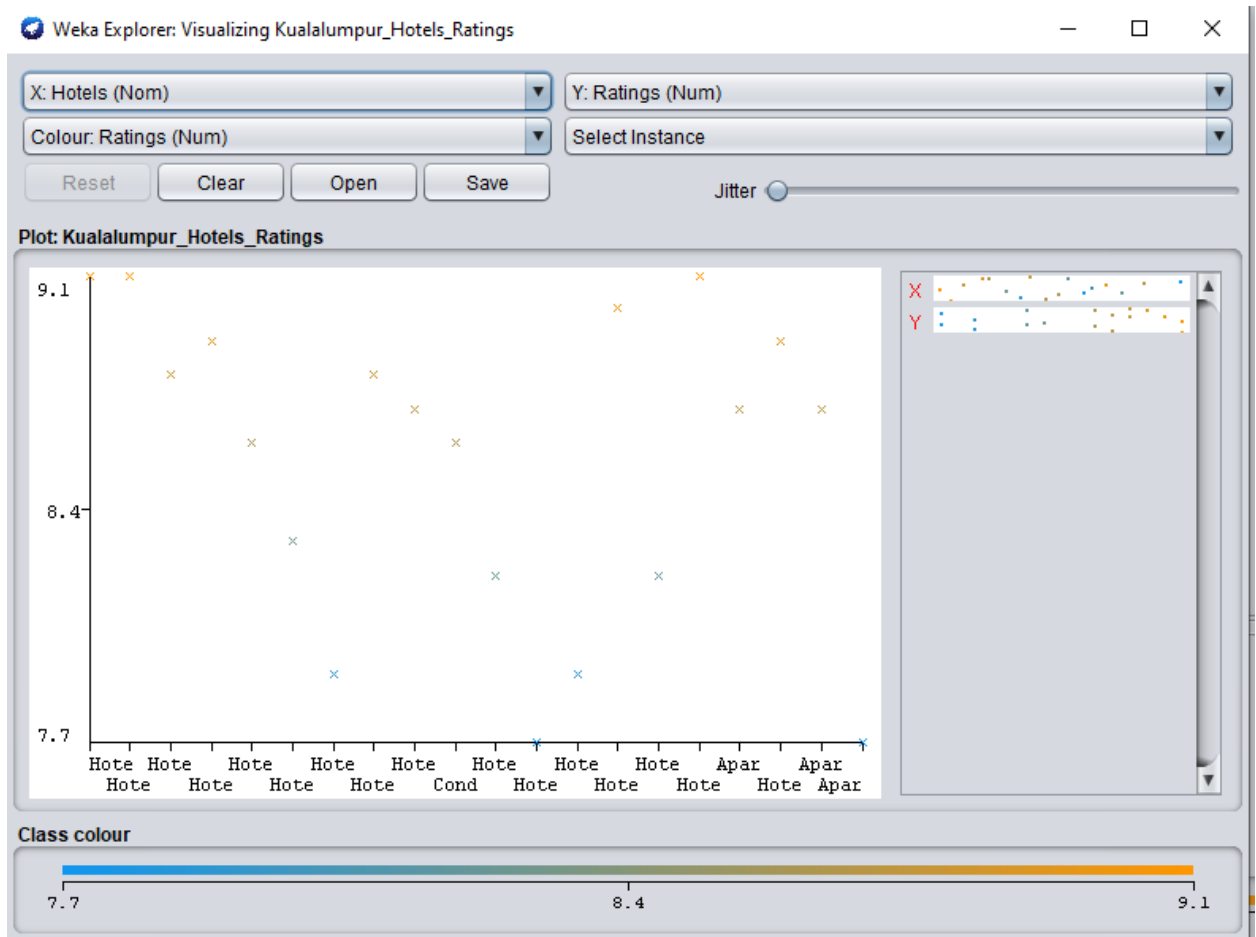 Weka Explorer: Visualizing Kualalumpur_Hotels_Ratings
X: Hotels (Nom) Y: Ratings (Num)
Colour: Ratings (Num) Select Instance
Reset Clear Open Save Jitter
Plot: Kualalumpur_Hotels_Ratings
9.1
8.4
7.7
Hote Hote Hote Hote Hote Hote Hote Hote Apar Apar
Hote Hote Hote Hote Cond Hote Hote Hote Hote Apar
X
Y
Class colour
7.7 8.4 9.1